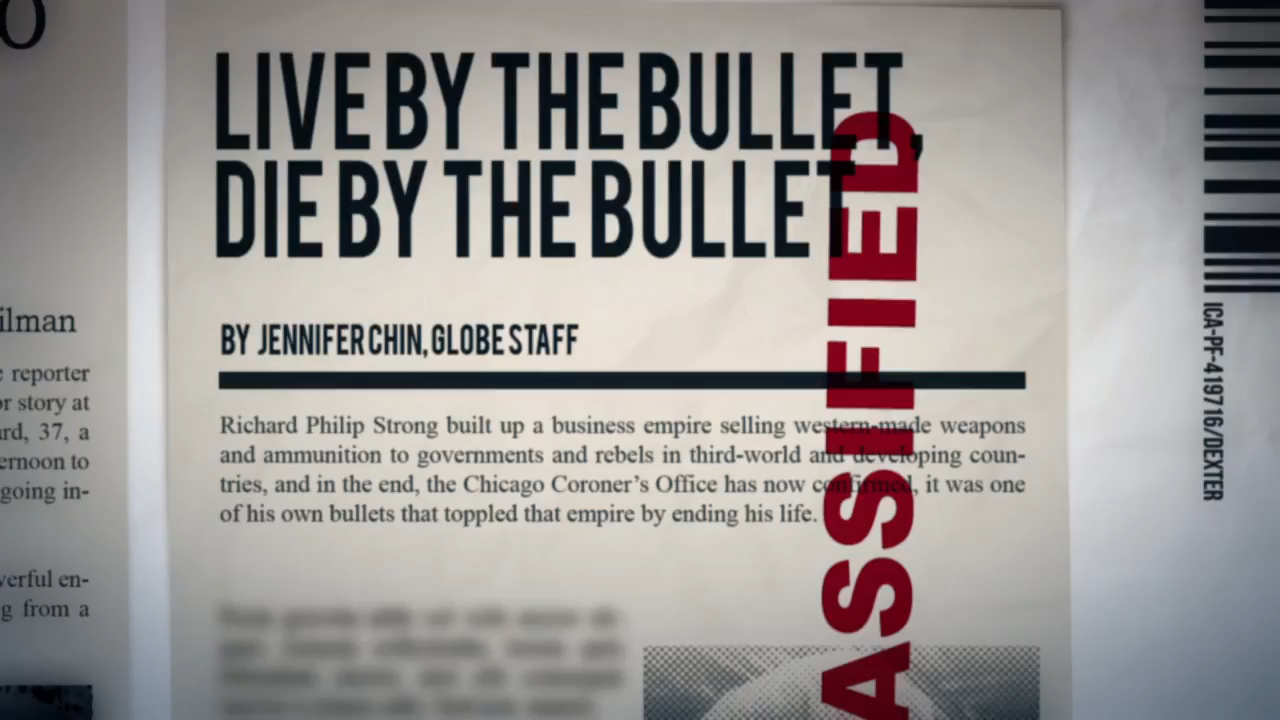 O
ilman
reporter
or story at
ard, 37, a
ernoon to
going in-
verful en-
g from a
LIVE BY THE BULLET,
DIE BY THE BULLET
BY JENNIFER CHIN, GLOBE STAFF
Richard Philip Strong built up a business empire selling western-made weapons
and ammunition to governments and rebels in third-world and developing coun-
tries, and in the end, the Chicago Coroner's Office has now confirmed, it was one
of his own bullets that toppled that empire by ending his life.
ASSIFIED
ICA-PF-419716/DEXTER